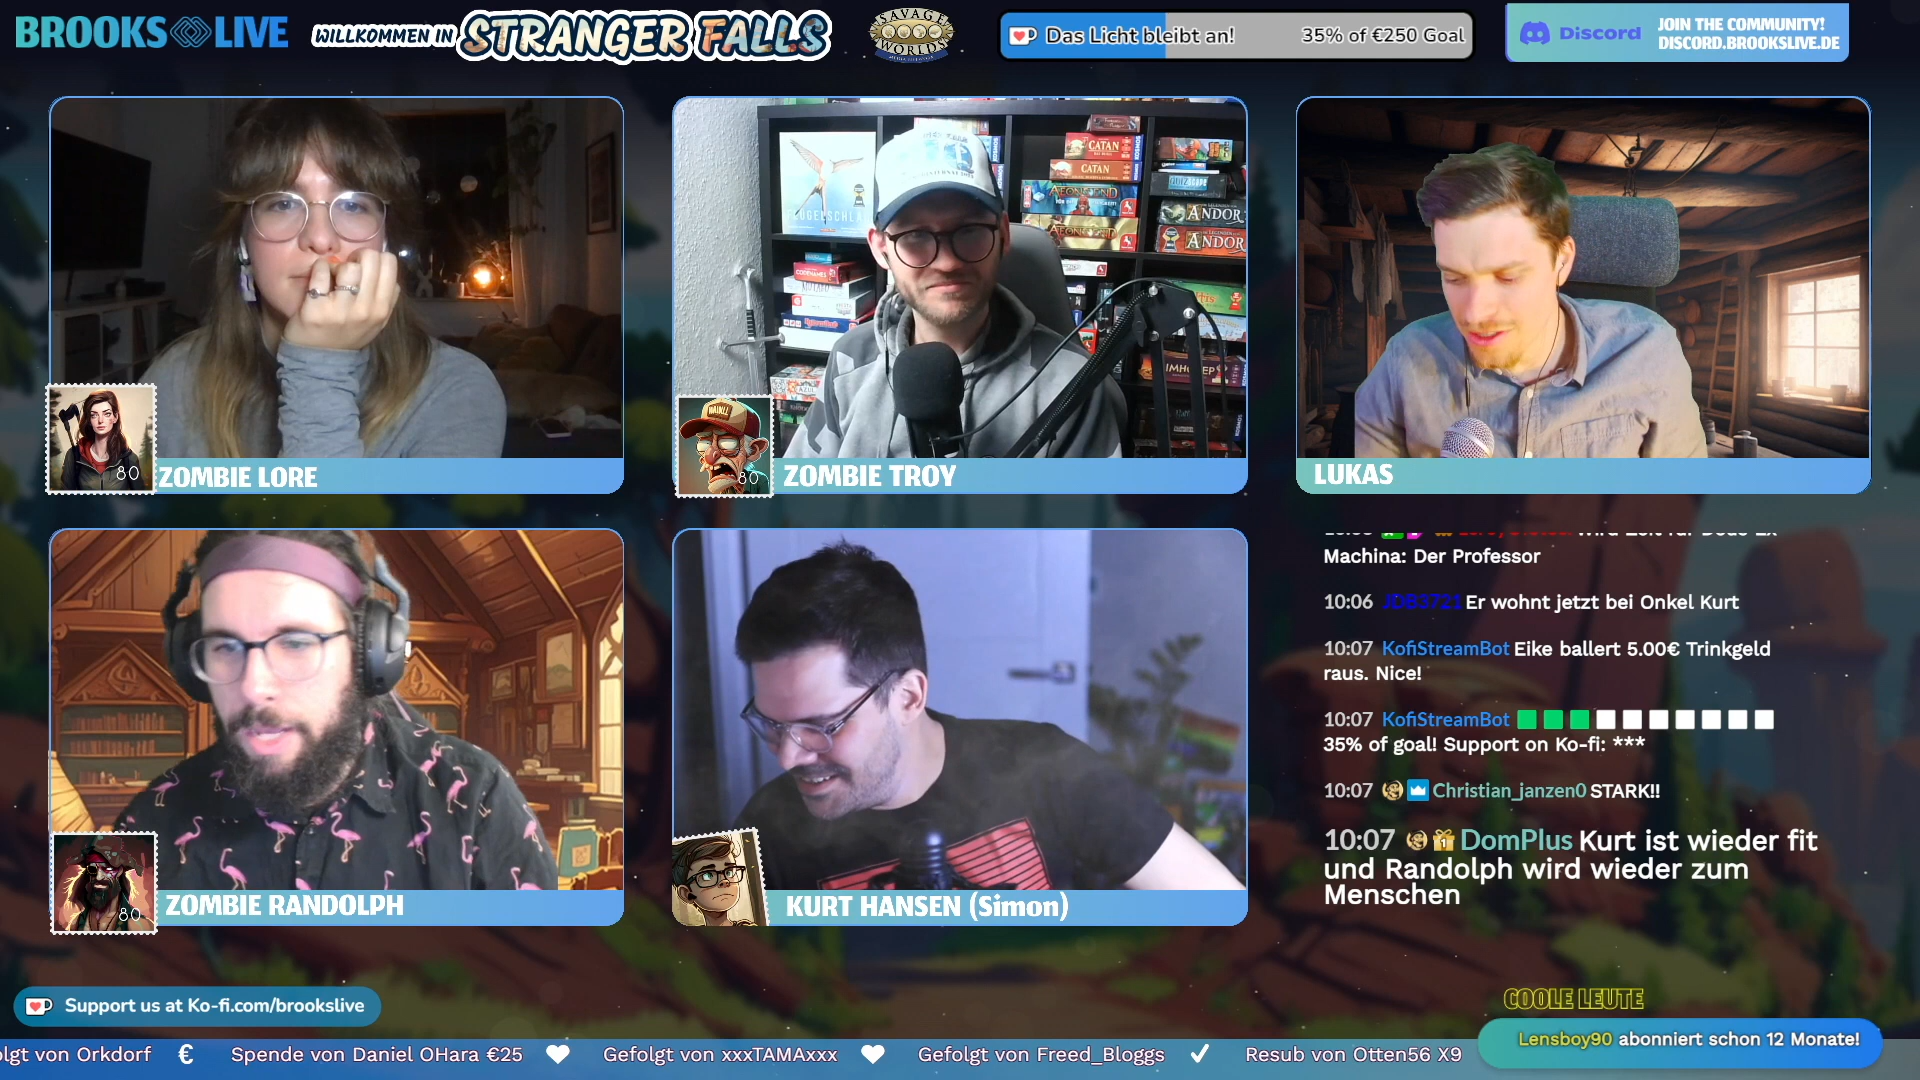 BROOKS LIVE
WILLKOMMEN IN STRANGER FALLS
SAVAGE WORLDS
Das Licht bleibt an! 35% of €250 Goal
Discord
JOIN THE COMMUNITY!
DISCORD.BROOKSLIVE.DE
CATAN
CATAN
AEON'S END
ANDOR
ANDOR
CODENAMES
IMHOTEP
80
ZOMBIE LORE
80
ZOMBIE TROY
LUKAS
Machina: Der Professor
10:06 JDB3721 Er wohnt jetzt bei Onkel Kurt
10:07 KofiStreamBot Eike ballert 5.00€ Trinkgeld
raus. Nice!
10:07 KofiStreamBot
35% of goal! Support on Ko-fi: ***
10:07 Christian_janzen0 STARK!!
10:07 DomPlus Kurt ist wieder fit
und Randolph wird wieder zum
Menschen
80
ZOMBIE RANDOLPH
KURT HANSEN (Simon)
Support us at Ko-fi.com/brookslive
COOLE LEUTE
Lensboy90 abonniert schon 12 Monate!
olgt von Orkdorf € Spende von Daniel OHara €25 Gefolgt von xxxTAMAxxx Gefolgt von Freed_Bloggs Resub von Otten56 X9